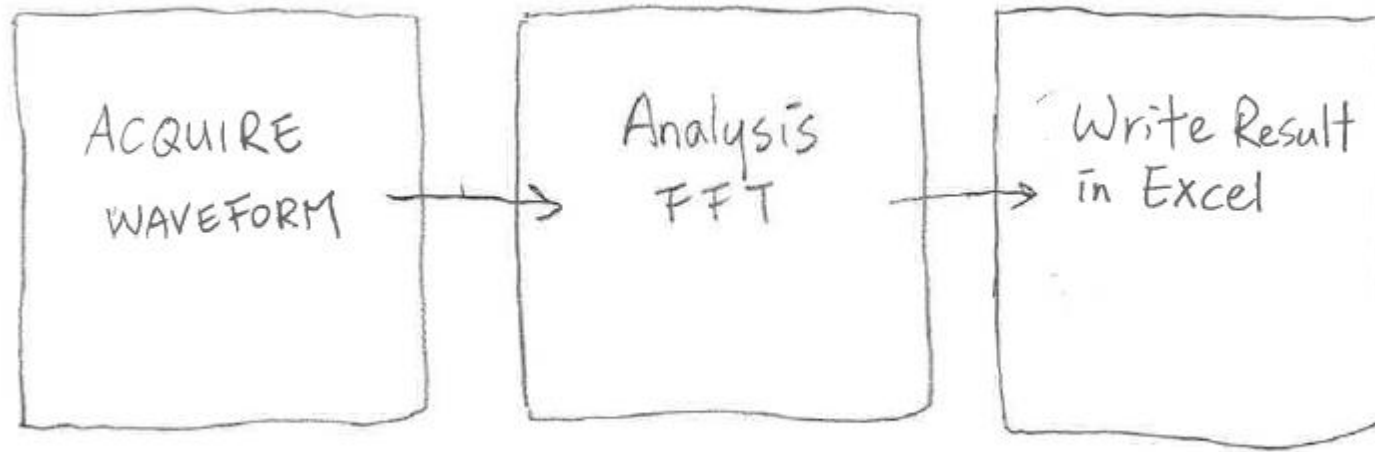 ACQUIRE
WAVEFORM
Analysis
FFT
Write Result
in Excel